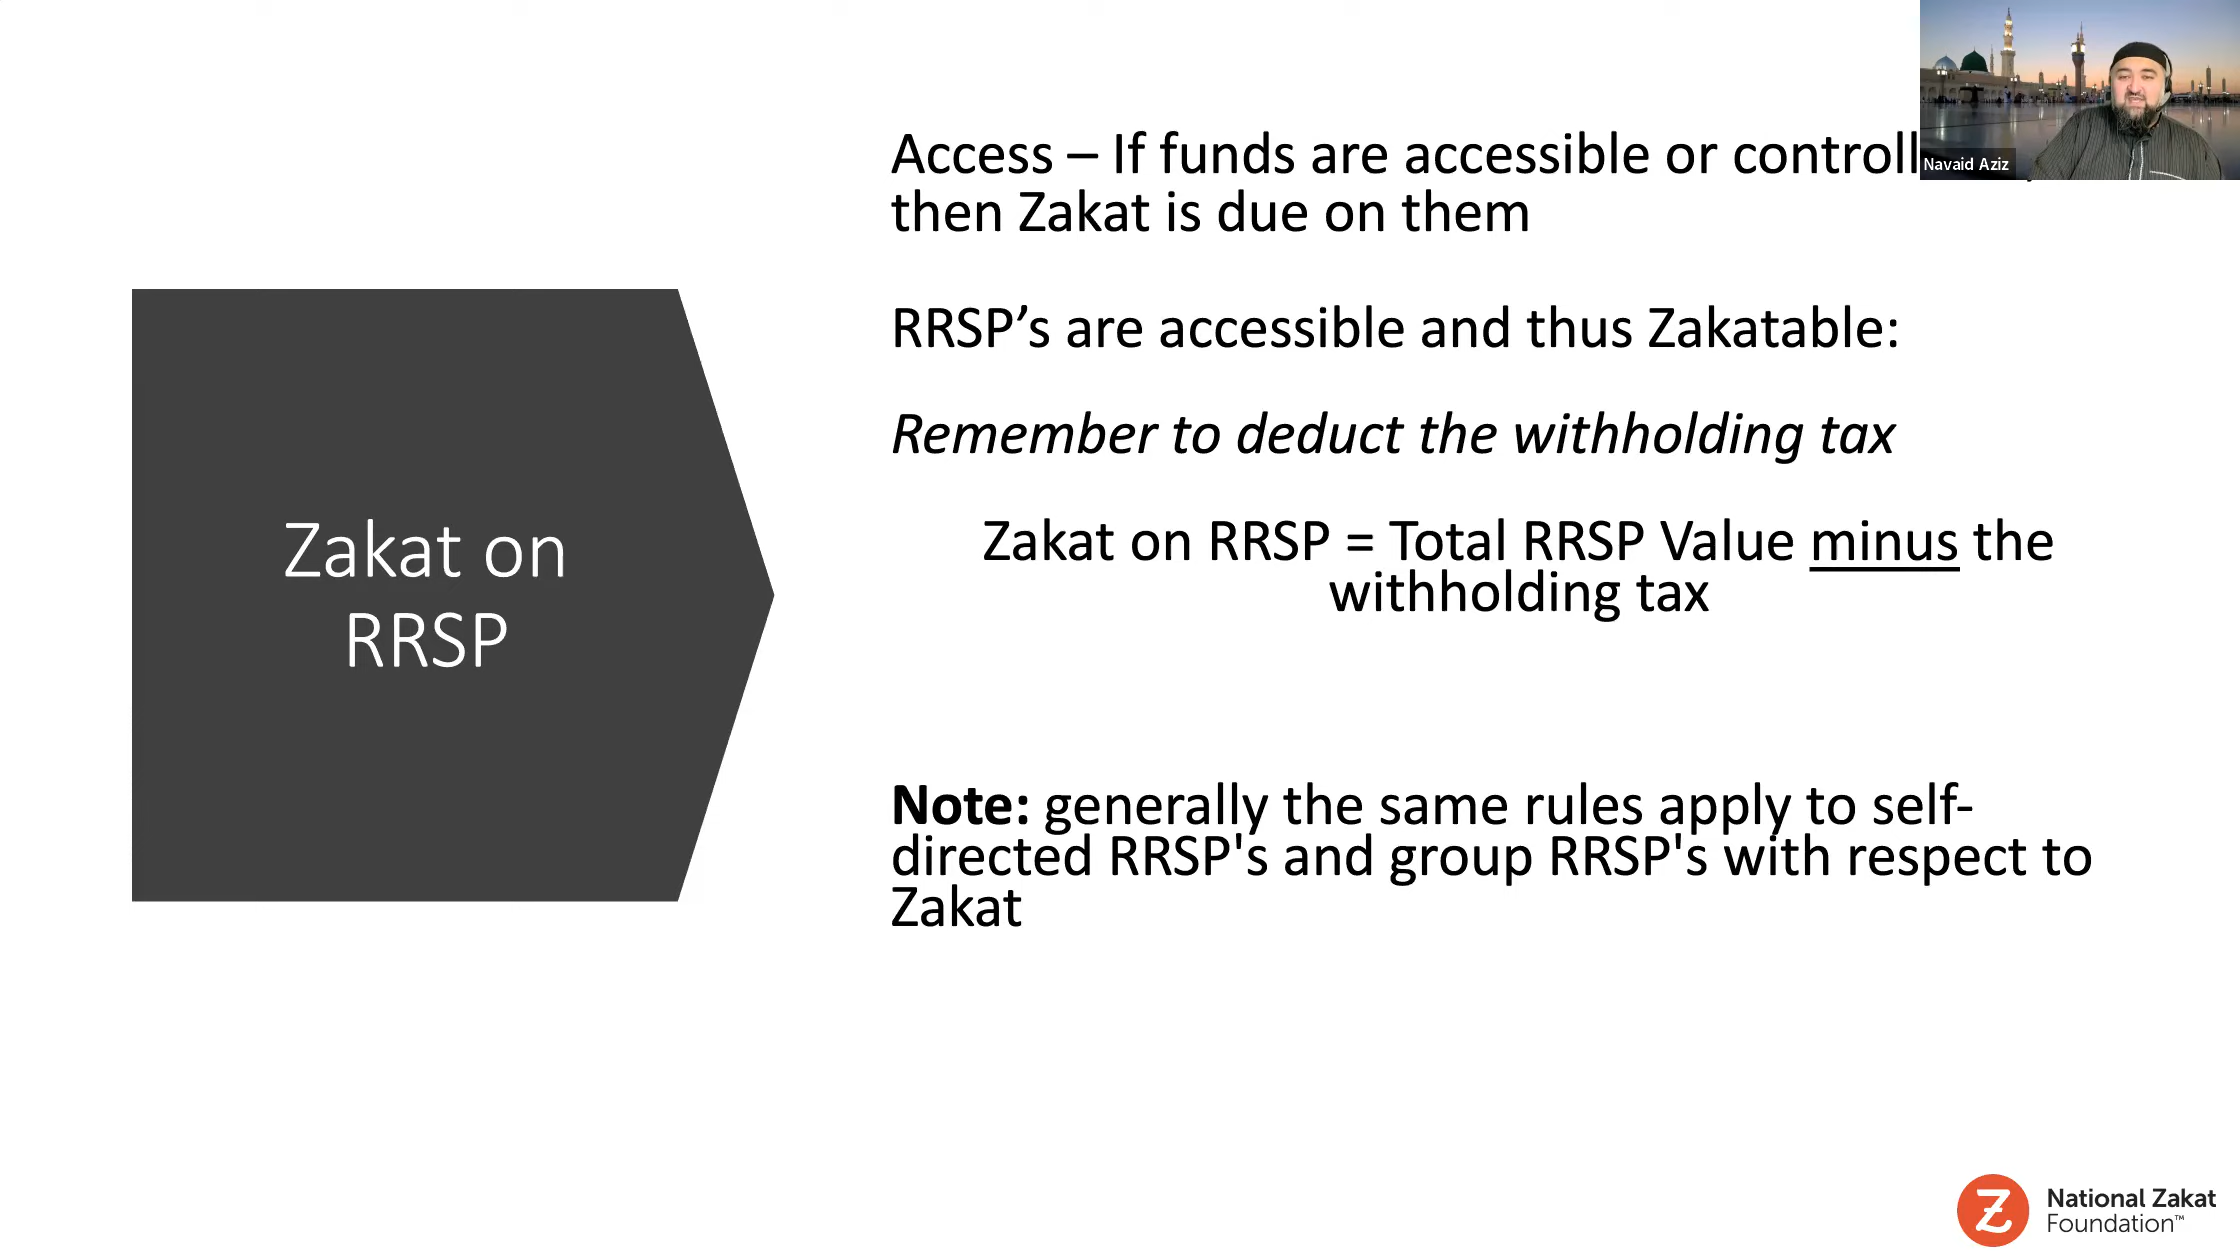 Zakat on
RRSP
Access – If funds are accessible or
then Zakat is due on them
RRSP’s are accessible and thus Zakatable:
Remember to deduct the withholding tax
Zakat on RRSP = Total RRSP Value minus the
withholding tax
Note: generally the same rules apply to self-
directed RRSP's and group RRSP's with respect to
Zakat
Navaid Aziz
Z
National Zakat
Foundation™